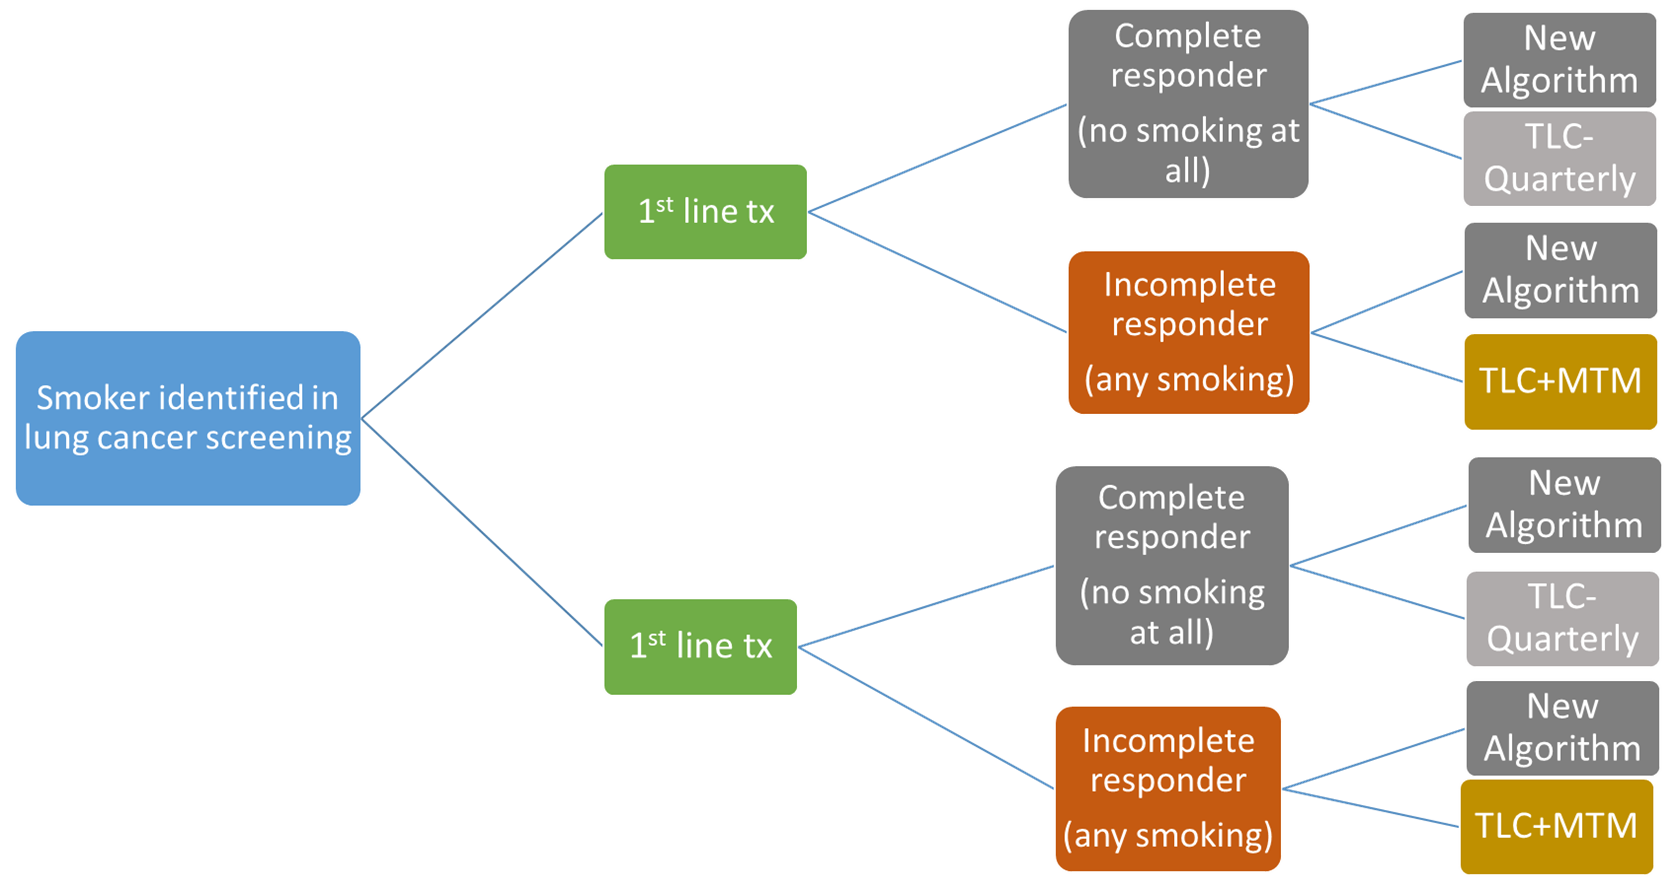 Smoker identified in
lung cancer screening
1st line tx
Complete
responder
(no smoking at
all)
New
Algorithm
TLC-
Quarterly
Incomplete
responder
(any smoking)
New
Algorithm
TLC+MTM
1st line tx
Complete
responder
(no smoking
at all)
New
Algorithm
TLC-
Quarterly
Incomplete
responder
(any smoking)
New
Algorithm
TLC+MTM